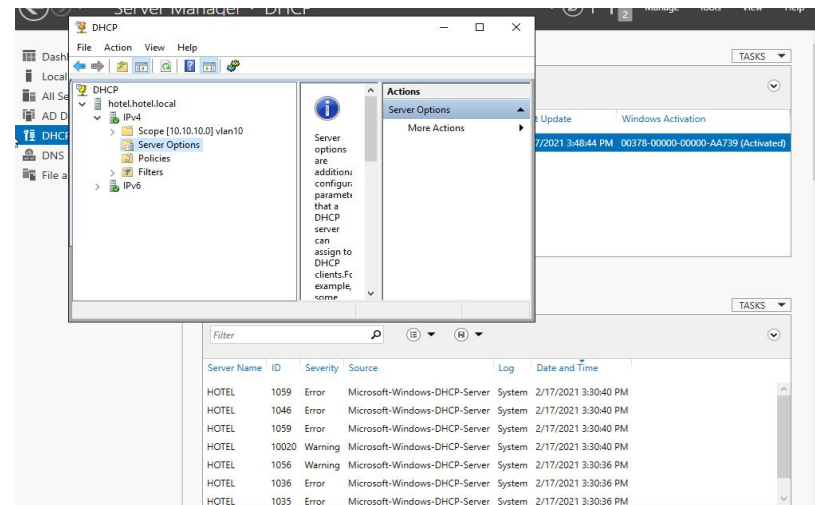 Server Manager
DHCP
2
Manage
Tools
View
Help
DHCP
File Action View Help
DHCP
hotel.hotel.local
IPv4
Scope [10.10.10.0] vlan10
Server Options
Policies
Filters
IPv6
Server
options
are
additiona
configura
paramete
that a
DHCP
server
can
assign to
DHCP
clients.Fo
example,
some
Actions
Server Options
More Actions
Dashl
Local
All Se
AD D
DHCP
DNS
File a
TASKS
t Update Windows Activation
7/2021 3:48:44 PM 00378-00000-00000-AA739 (Activated)
TASKS
Filter
Server Name ID Severity Source Log Date and Time
HOTEL 1059 Error Microsoft-Windows-DHCP-Server System 2/17/2021 3:30:40 PM
HOTEL 1046 Error Microsoft-Windows-DHCP-Server System 2/17/2021 3:30:40 PM
HOTEL 1059 Error Microsoft-Windows-DHCP-Server System 2/17/2021 3:30:40 PM
HOTEL 10020 Warning Microsoft-Windows-DHCP-Server System 2/17/2021 3:30:40 PM
HOTEL 1056 Warning Microsoft-Windows-DHCP-Server System 2/17/2021 3:30:36 PM
HOTEL 1036 Error Microsoft-Windows-DHCP-Server System 2/17/2021 3:30:36 PM
HOTEL 1035 Error Microsoft-Windows-DHCP-Server System 2/17/2021 3:30:36 PM